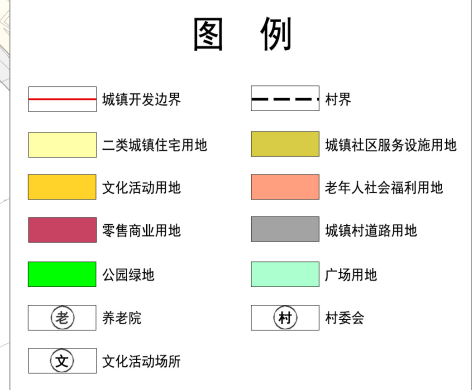 图 例
城镇开发边界 村界
二类城镇住宅用地 城镇社区服务设施用地
文化活动用地 老年人社会福利用地
零售商业用地 城镇村道路用地
公园绿地 广场用地
老 养老院 村 村委会
文 文化活动场所